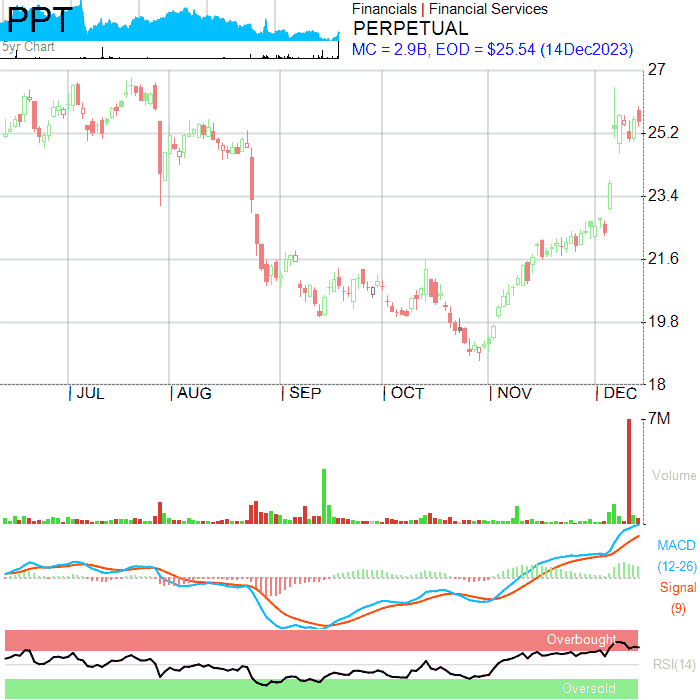 PPT
Financials | Financial Services
PERPETUAL
5yr Chart
MC = 2.9B, EOD = $25.54 (14Dec2023)
27
25.2
23.4
21.6
19.8
18
JUL
AUG
SEP
OCT
NOV
DEC
7M
Volume
MACD
(12-26)
Signal
(9)
Overbought
RSI(14)
Oversold